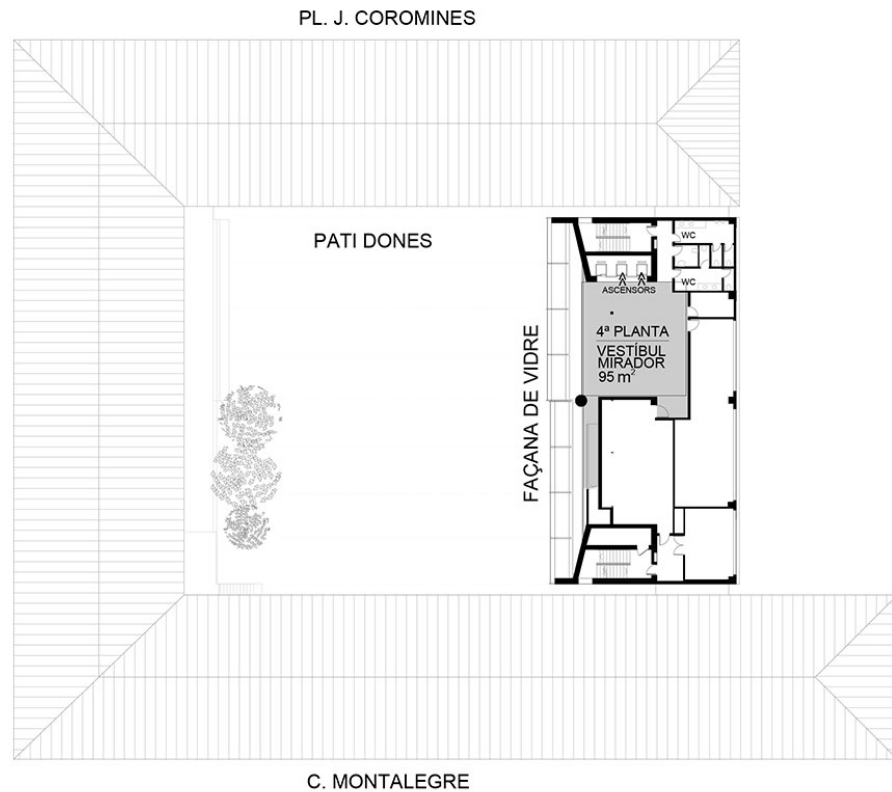 PL. J. COROMINES
PATI DONES
WC
WC
ASCENSORS
4ª PLANTA
VESTÍBUL
MIRADOR
95 m²
FAÇANA DE VIDRE
C. MONTALEGRE